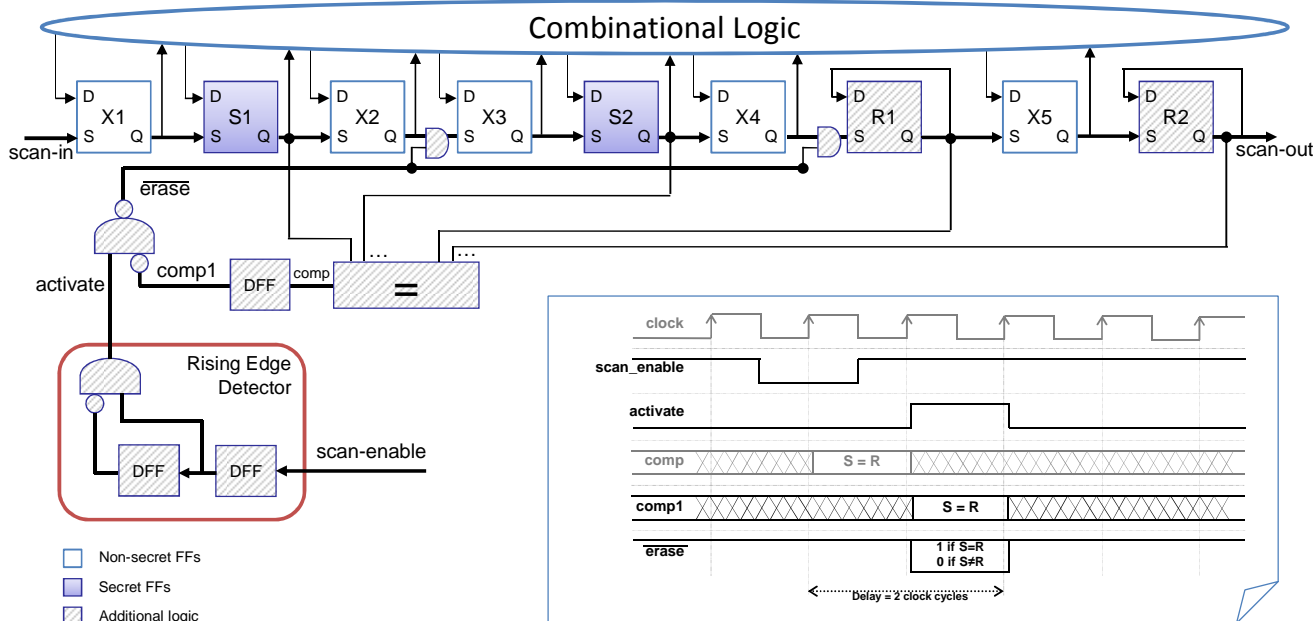 Combinational Logic
D
X1
S
Q
D
S1
S
Q
D
X2
S
Q
D
X3
S
Q
D
S2
S
Q
D
X4
S
Q
D
R1
S
Q
D
X5
S
Q
D
R2
S
Q
scan-in
scan-out
erase
activate
comp1
DFF
comp
=
...
...
...
Rising Edge
Detector
DFF
DFF
scan-enable
Non-secret FFs
Secret FFs
Additional logic
clock
scan_enable
activate
comp
S = R
comp1
S = R
erase
1 if S=R
0 if S≠R
Delay = 2 clock cycles